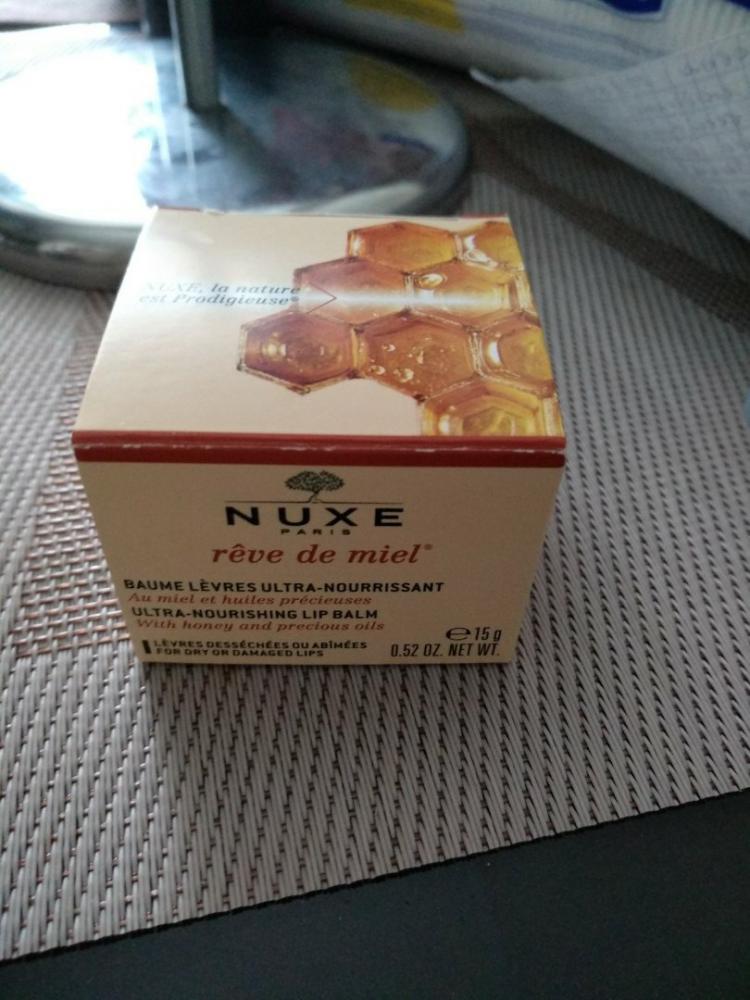 NUXE, la nature
est Prodigieuse®
NUXE
PARIS
rêve de miel®
BAUME LÈVRES ULTRA-NOURRISSANT
Au miel et huiles précieuses
ULTRA-NOURISHING LIP BALM
With honey and precious oils
LÈVRES DESSÉCHÉES OU ABÎMÉES
FOR DRY OR DAMAGED LIPS
℮ 15 g
0.52 OZ. NET WT.